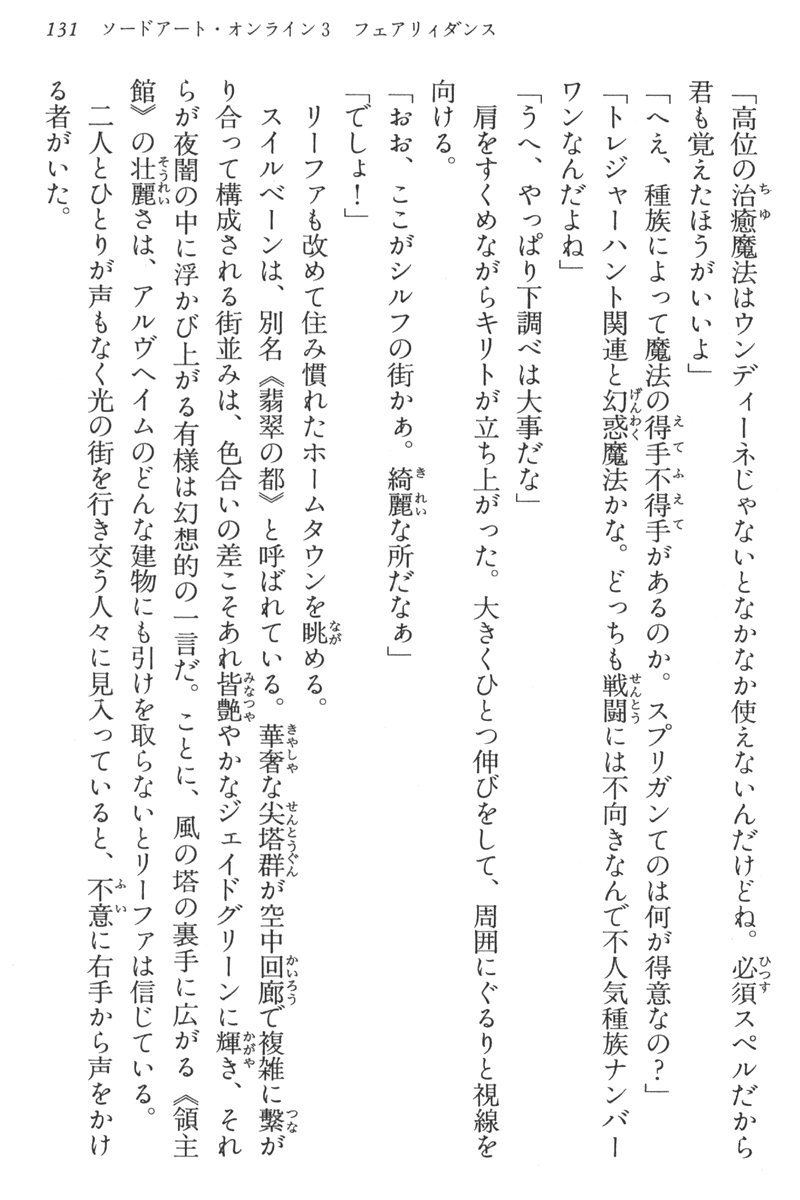 131 ソードアート・オンライン3 フェアリィダンス
「高位の治癒魔法はウンディーネじゃないとなかなか使えないんだけどね。必須スペルだから
君も覚えたほうがいいよ」
「へえ、種族によって魔法の得手不得手があるのか。スプリガンてのは何が得意なの？」
「トレジャーハント関連と幻惑魔法かな。どっちも戦闘には不向きなんで不人気種族ナンバー
ワンなんだよね」
「うへ、やっぱり下調べは大事だな」
肩をすくめながらキリトが立ち上がった。大きくひとつ伸びをして、周囲にぐるりと視線を
向ける。
「おお、ここがシルフの街かぁ。綺麗な所だなぁ」
「でしょ！」
リーファも改めて住み慣れたホームタウンを眺める。
スイルベーンは、別名《翡翠の都》と呼ばれている。華奢な尖塔群が空中回廊で複雑に繋が
り合って構成される街並みは、色合いの差こそあれ皆艶やかなジェイドグリーンに輝き、それ
らが夜闇の中に浮かび上がる有様は幻想的の一言だ。ことに、風の塔の裏手に広がる《領主
館》の壮麗さは、アルヴヘイムのどんな建物にも引けを取らないとリーファは信じている。
二人とひとりが声もなく光の街を行き交う人々に見入っていると、不意に右手から声をかけ
る者がいた。